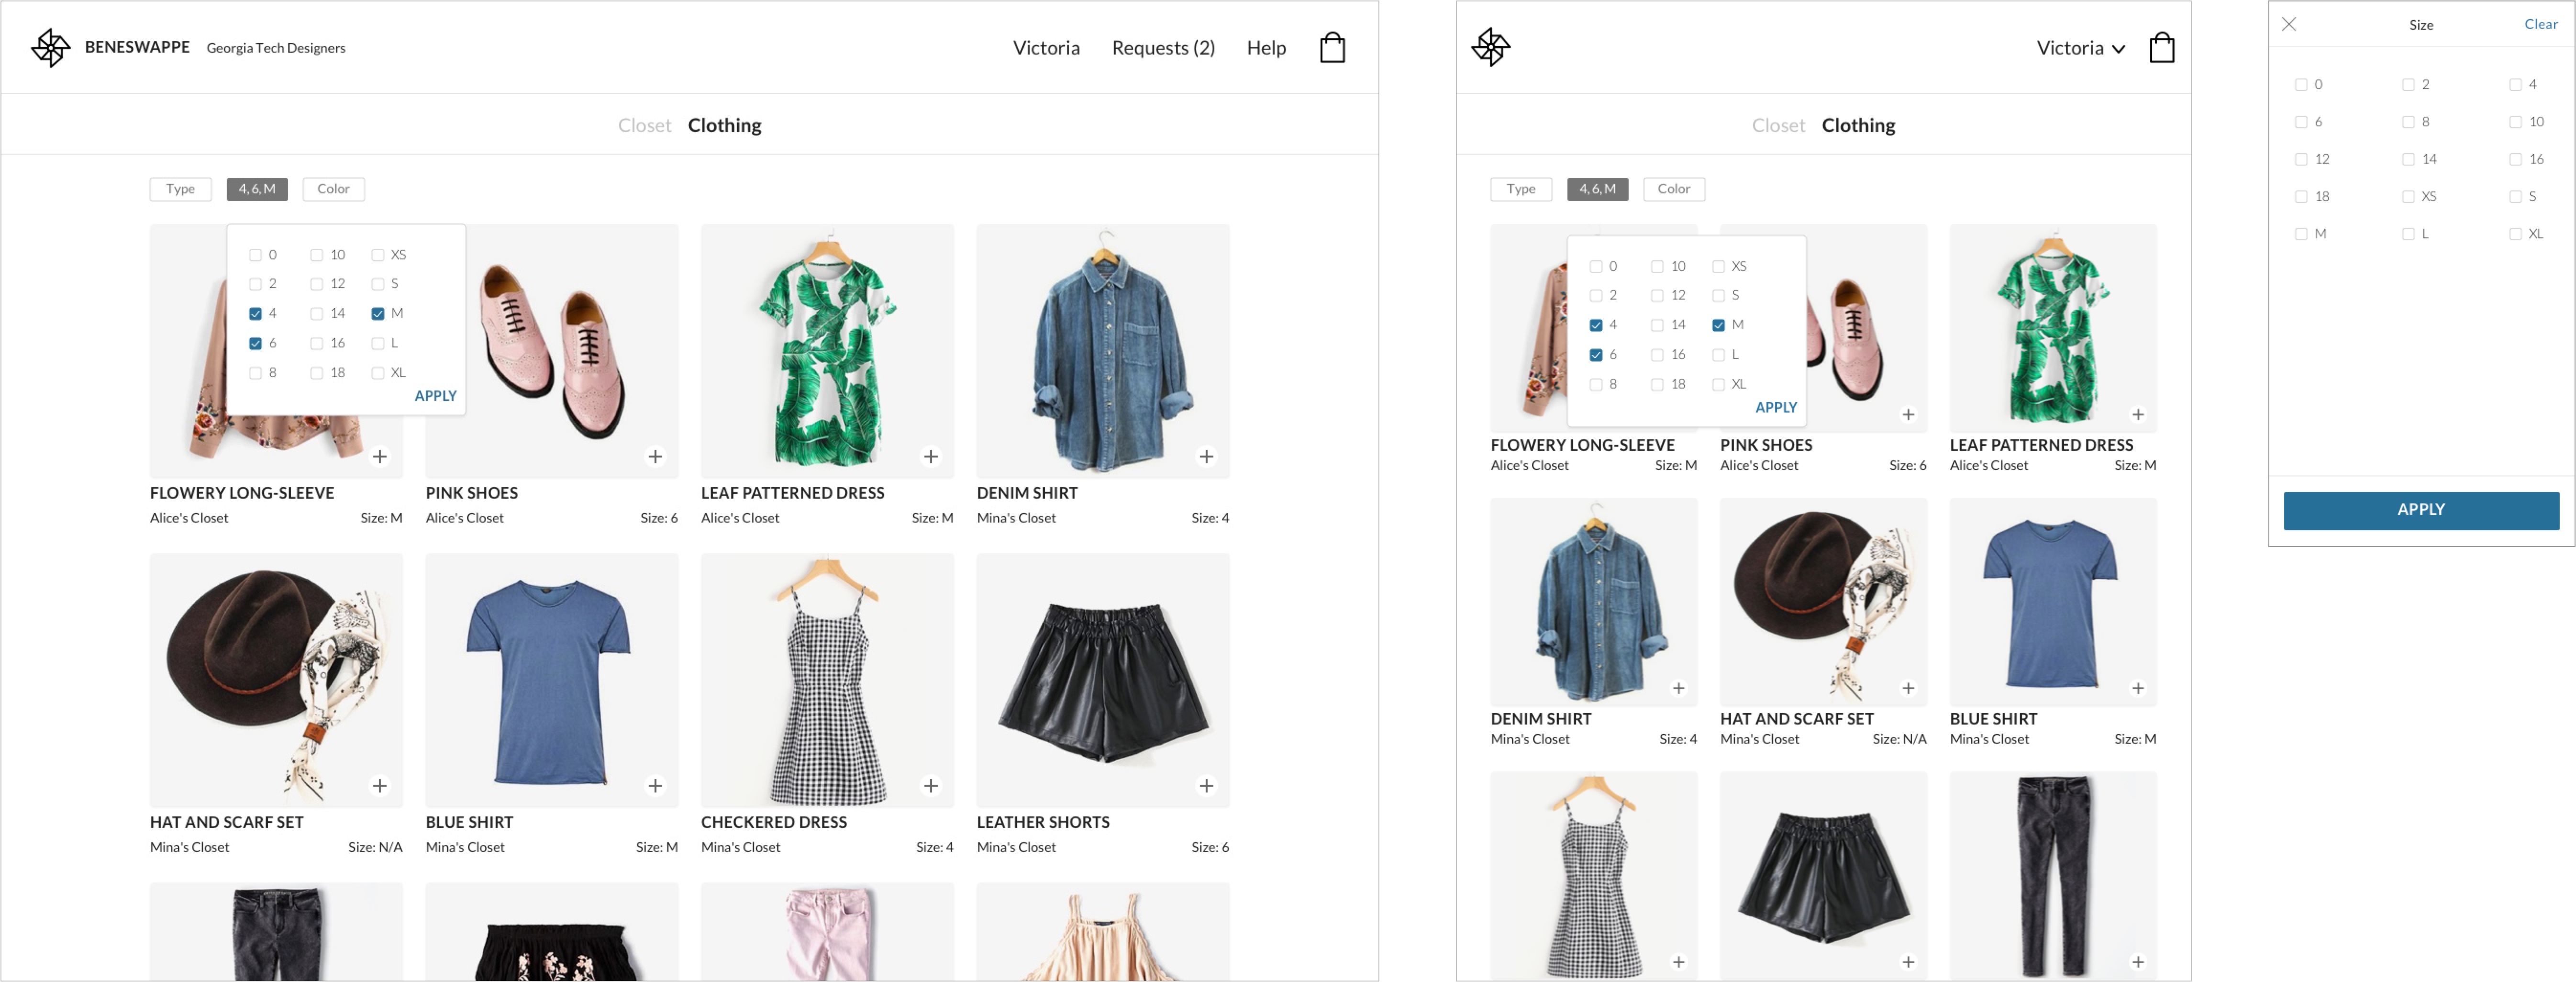 BENESWAPPE Georgia Tech Designers Victoria Requests (2) Help
Closet Clothing
Type 4, 6, M Color
0 10 XS
2 12 S
4 14 M
6 16 L
8 18 XL
APPLY
FLOWERY LONG-SLEEVE PINK SHOES LEAF PATTERNED DRESS DENIM SHIRT
Alice's Closet Size: M Alice's Closet Size: 6 Alice's Closet Size: M Mina's Closet Size: 4
HAT AND SCARF SET BLUE SHIRT CHECKERED DRESS LEATHER SHORTS
Mina's Closet Size: N/A Mina's Closet Size: M Mina's Closet Size: 4 Mina's Closet Size: 6
Victoria
Closet Clothing
Type 4, 6, M Color
0 10 XS
2 12 S
4 14 M
6 16 L
8 18 XL
APPLY
FLOWERY LONG-SLEEVE PINK SHOES LEAF PATTERNED DRESS
Alice's Closet Size: M Alice's Closet Size: 6 Alice's Closet Size: M
DENIM SHIRT HAT AND SCARF SET BLUE SHIRT
Mina's Closet Size: 4 Mina's Closet Size: N/A Mina's Closet Size: M
Size Clear
0 2 4
6 8 10
12 14 16
18 XS S
M L XL
APPLY